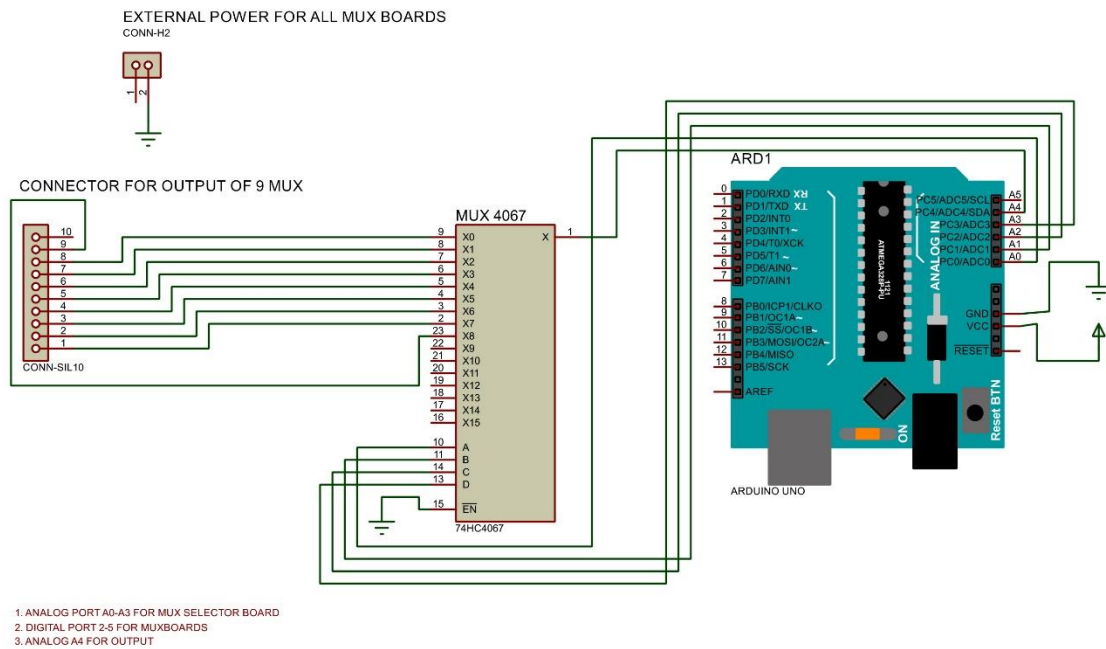 EXTERNAL POWER FOR ALL MUX BOARDS
CONN-H2
1
2
CONNECTOR FOR OUTPUT OF 9 MUX
10
9
8
7
6
5
4
3
2
1
CONN-SIL10
MUX 4067
9 X0 X 1
8 X1
7 X2
6 X3
5 X4
4 X5
3 X6
2 X7
23 X8
22 X9
21 X10
20 X11
19 X12
18 X13
17 X14
16 X15
10 A
11 B
14 C
13 D
15 EN
74HC4067
ARD1
0 PD0/RXD RX
1 PD1/TXD TX
2 PD2/INT0
3 PD3/INT1~
4 PD4/T0/XCK
5 PD5/T1~
6 PD6/AIN0~
7 PD7/AIN1
8 PB0/ICP1/CLKO
9 PB1/OC1A~
10 PB2/SS/OC1B~
11 PB3/MOSI/OC2A~
12 PB4/MISO
13 PB5/SCK
AREF
ATMEGA328P-PU
1121
ANALOG IN
PC5/ADC5/SCL A5
PC4/ADC4/SDA A4
PC3/ADC3 A3
PC2/ADC2 A2
PC1/ADC1 A1
PC0/ADC0 A0
GND
VCC
RESET
Reset BTN
ON
ARDUINO UNO
1. ANALOG PORT A0-A3 FOR MUX SELECTOR BOARD
2. DIGITAL PORT 2-5 FOR MUXBOARDS
3. ANALOG A4 FOR OUTPUT